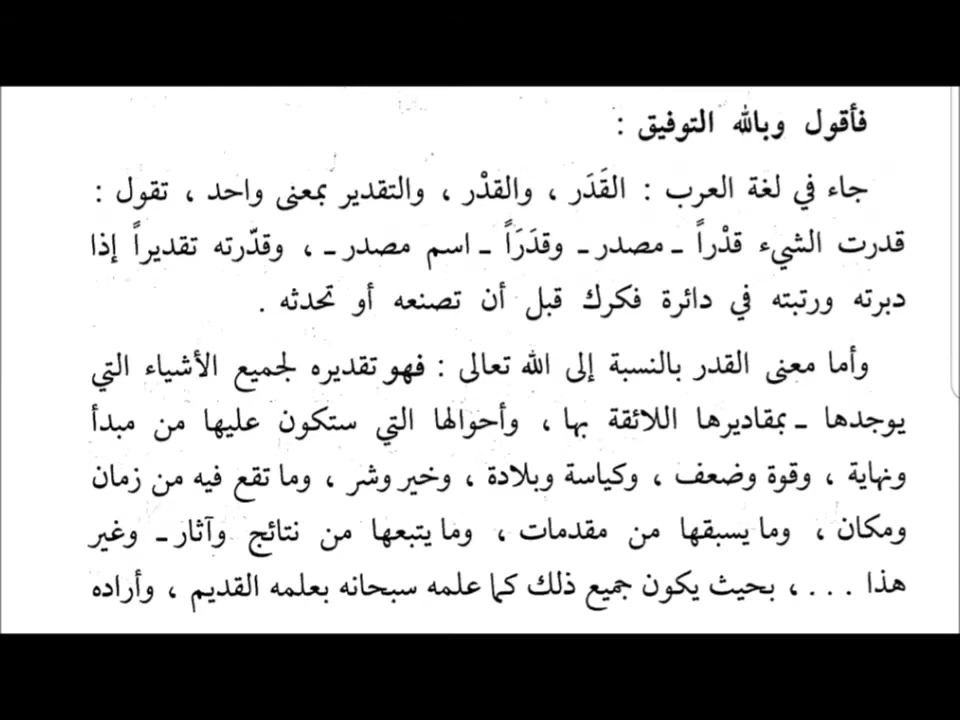 فأقول وبالله التوفيق :
جاء في لغة العرب : القَدَر ، والقدْر ، والتقدير بمعنى واحد ، تقول :
قدرت الشيء قدْراً ـ مصدر ـ وقدَرَاً ـ اسم مصدر ـ ، وقدّرته تقديراً إذا
دبرته ورتبته في دائرة فكرك قبل أن تصنعه أو تحدثه .
وأما معنى القدر بالنسبة إلى الله تعالى : فهو تقديره لجميع الأشياء التي
يوجدها ـ بمقاديرها اللائقة بها ، وأحوالها التي ستكون عليها من مبدأ
ونهاية ، وقوة وضعف ، وكياسة وبلادة ، وخير وشر ، وما تقع فيه من زمان
ومكان ، وما يسبقها من مقدمات ، وما يتبعها من نتائج وآثار ـ وغير
هذا . . . ، بحيث يكون جميع ذلك كما علمه سبحانه بعلمه القديم ، وأراده